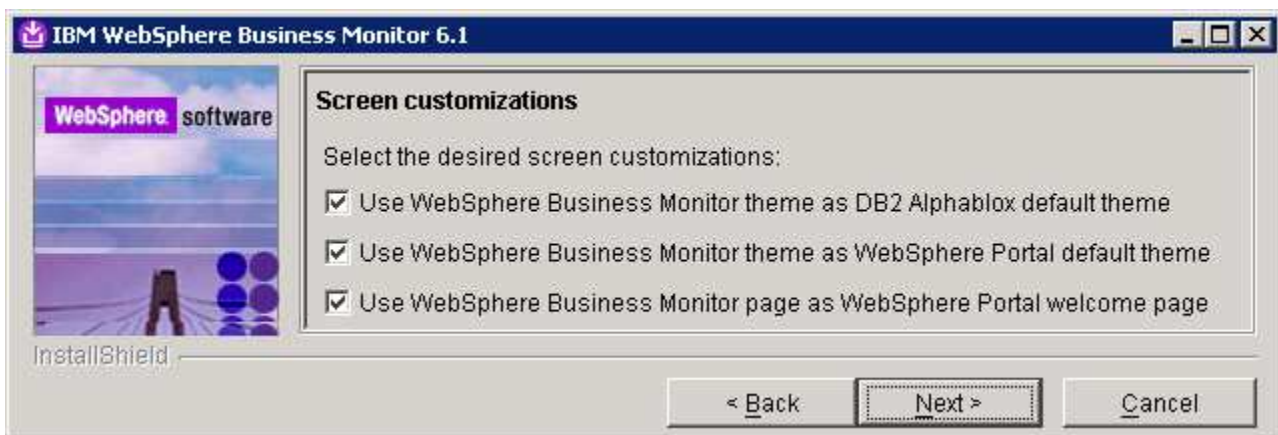 IBM WebSphere Business Monitor 6.1
WebSphere software
Screen customizations
Select the desired screen customizations:
Use WebSphere Business Monitor theme as DB2 Alphablox default theme
Use WebSphere Business Monitor theme as WebSphere Portal default theme
Use WebSphere Business Monitor page as WebSphere Portal welcome page
InstallShield
< Back Next > Cancel